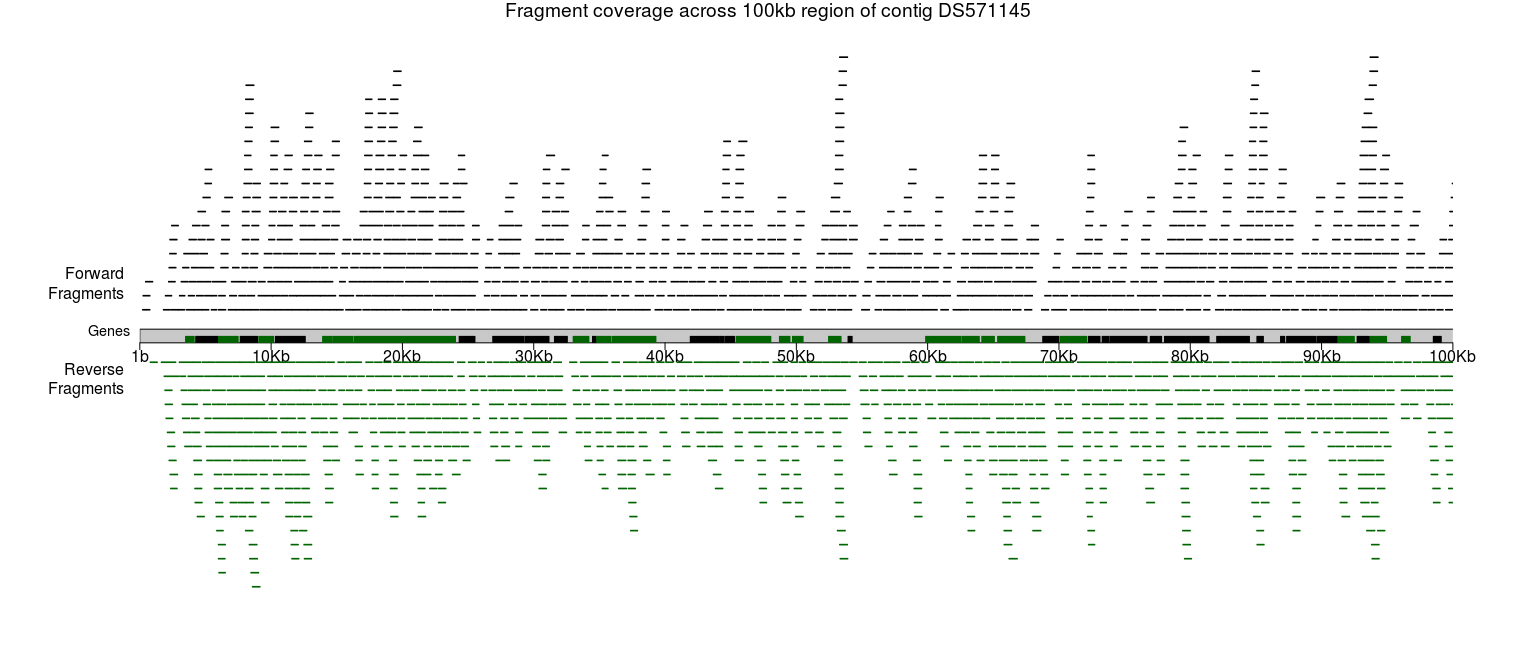 Fragment coverage across 100kb region of contig DS571145
Forward
Fragments
Genes
1b 10Kb 20Kb 30Kb 40Kb 50Kb 60Kb 70Kb 80Kb 90Kb 100Kb
Reverse
Fragments